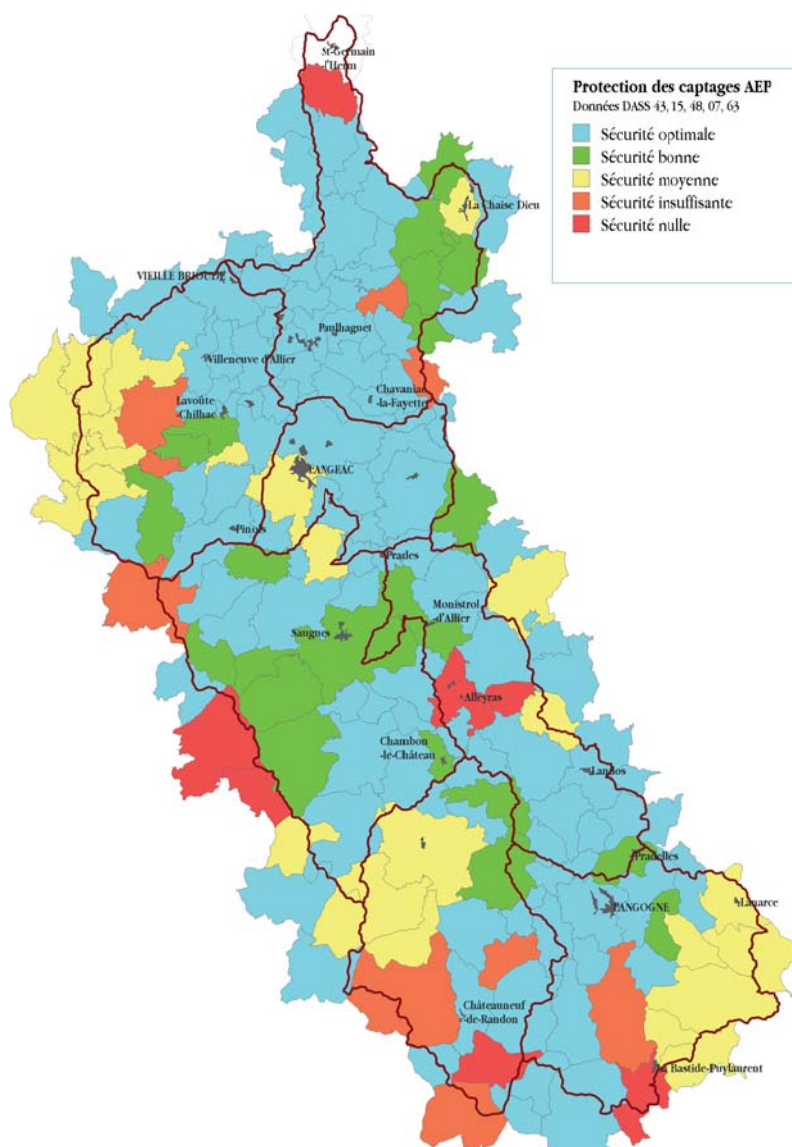 St-Germain
-l'Herm
Protection des captages AEP
Données DASS 43, 15, 48, 07, 63
Sécurité optimale
Sécurité bonne
Sécurité moyenne
Sécurité insuffisante
Sécurité nulle
La Chaise Dieu
VIEILLE BRIOUDE
Paulhaguet
Villeneuve d'Allier
Chavaniac
-la-Fayette
Lavoûte
-Chilhac
LANGEAC
Pinols
Prades
Monistrol
-d'Allier
Saugues
Alleyras
Chambon
-le-Château
Landos
Pradelles
LANGOGNE
Lanarce
Châteauneuf
-de-Randon
La Bastide-Puylaurent